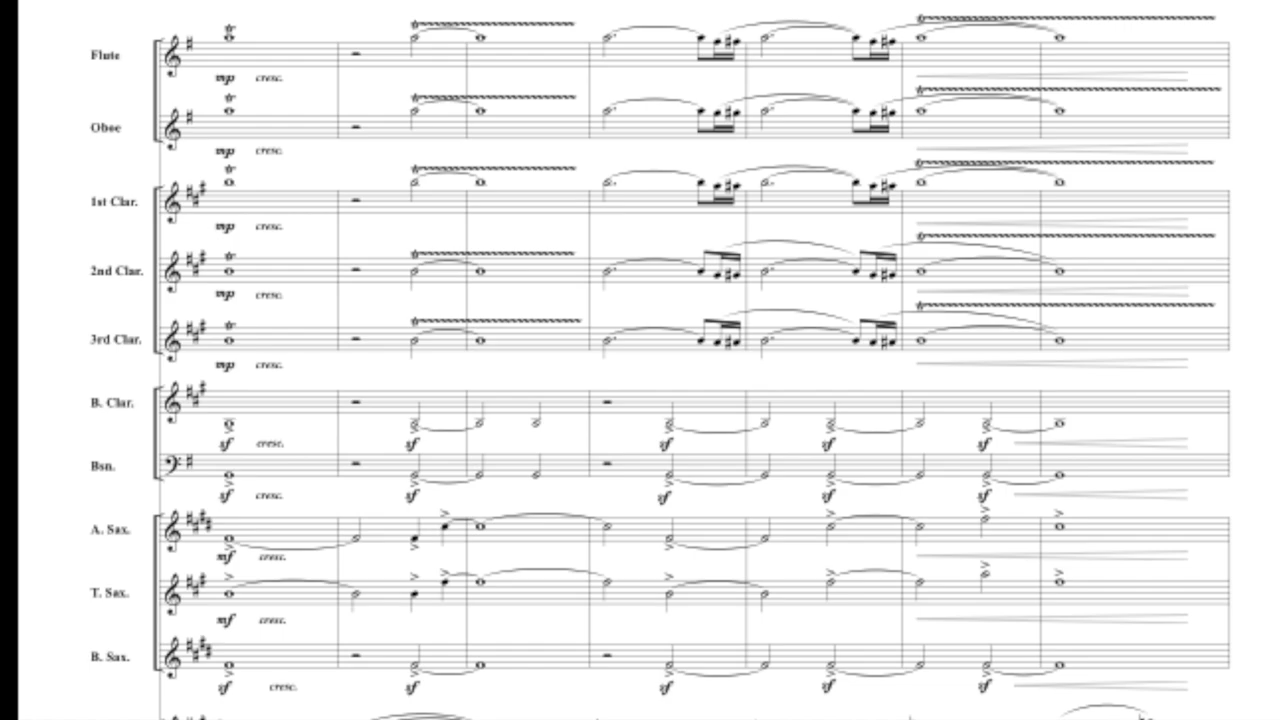 Flute
mp cresc.
Oboe
mp cresc.
1st Clar.
mp cresc.
2nd Clar.
mp cresc.
3rd Clar.
mp cresc.
B. Clar.
sf cresc. sf sf sf sf
Bsn.
sf cresc. sf sf sf sf
A. Sax.
mf cresc.
T. Sax.
mf cresc.
B. Sax.
sf cresc. sf sf sf sf